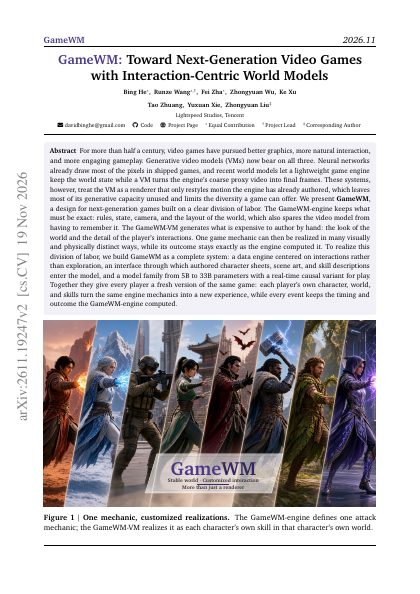 GameWM
2026.11
GameWM: Toward Next-Generation Video Games
with Interaction-Centric World Models
Bing He*, Runze Wang*,†, Fei Zha*, Zhongyuan Wu, Ke Xu
Tao Zhuang, Yuxuan Xie, Zhongyuan Liu‡
Lightspeed Studios, Tencent
davidbinghe@gmail.com Code Project Page * Equal Contribution † Project Lead ‡ Corresponding Author
Abstract For more than half a century, video games have pursued better graphics, more natural interaction,
and more engaging gameplay. Generative video models (VMs) now bear on all three. Neural networks
already draw most of the pixels in shipped games, and recent world models let a lightweight game engine
keep the world state while a VM turns the engine's coarse proxy video into final frames. These systems,
however, treat the VM as a renderer that only restyles motion the engine has already authored, which leaves
most of its generative capacity unused and limits the diversity a game can offer. We present GameWM,
a design for next-generation games built on a clear division of labor. The GameWM-engine keeps what
must be exact: rules, state, camera, and the layout of the world, which also spares the video model from
having to remember it. The GameWM-VM generates what is expensive to author by hand: the look of the
world and the detail of the player's interactions. One game mechanic can then be realized in many visually
and physically distinct ways, while its outcome stays exactly as the engine computed it. To realize this
division of labor, we build GameWM as a complete system: a data engine centered on interactions rather
than exploration, an interface through which authored character sheets, scene art, and skill descriptions
enter the model, and a model family from 5B to 33B parameters with a real-time causal variant for play.
Together they give every player a fresh version of the same game: each player's own character, world,
and skills turn the same engine mechanics into a new experience, while every event keeps the timing and
outcome the GameWM-engine computed.
GameWM
Stable world · Customized interaction
More than just a renderer
Figure 1 | One mechanic, customized realizations. The GameWM-engine defines one attack
mechanic; the GameWM-VM realizes it as each character's own skill in that character's own world.
arXiv:2611.19247v2 [cs.CV] 19 Nov 2026